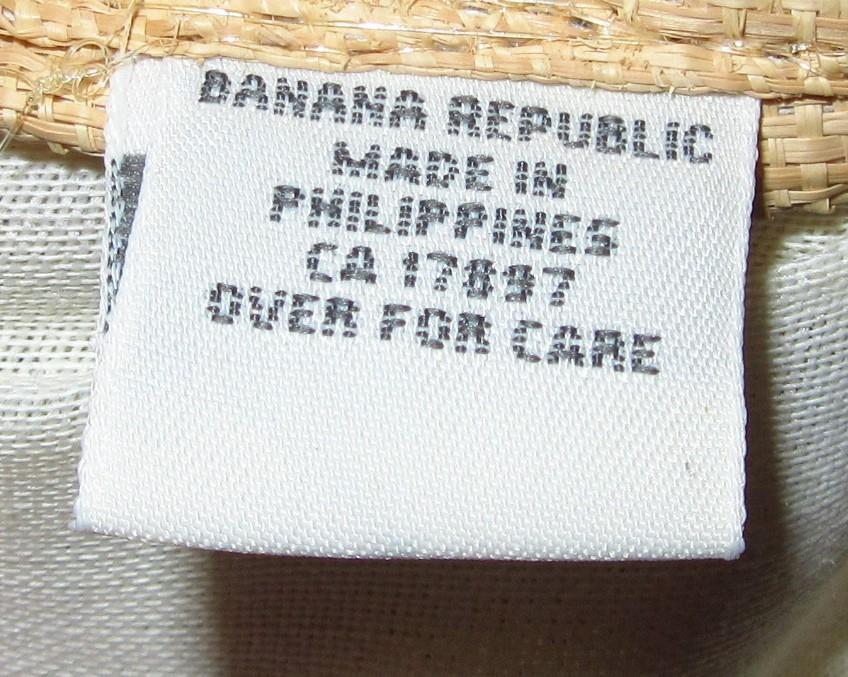 BANANA REPUBLIC
MADE IN
PHILIPPINES
CA 17897
OVER FOR CARE